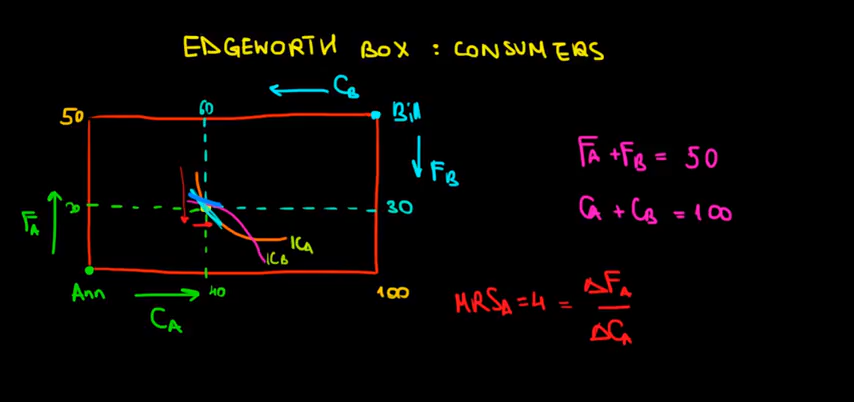 EDGEWORTH BOX : CONSUMERS
← CB
50
60
Bill
FB
FA + FB = 50
CA + CB = 100
FA
20
30
ICA
ICB
Ann
40
100
CA
MRSA = 4 = ΔFA / ΔCA